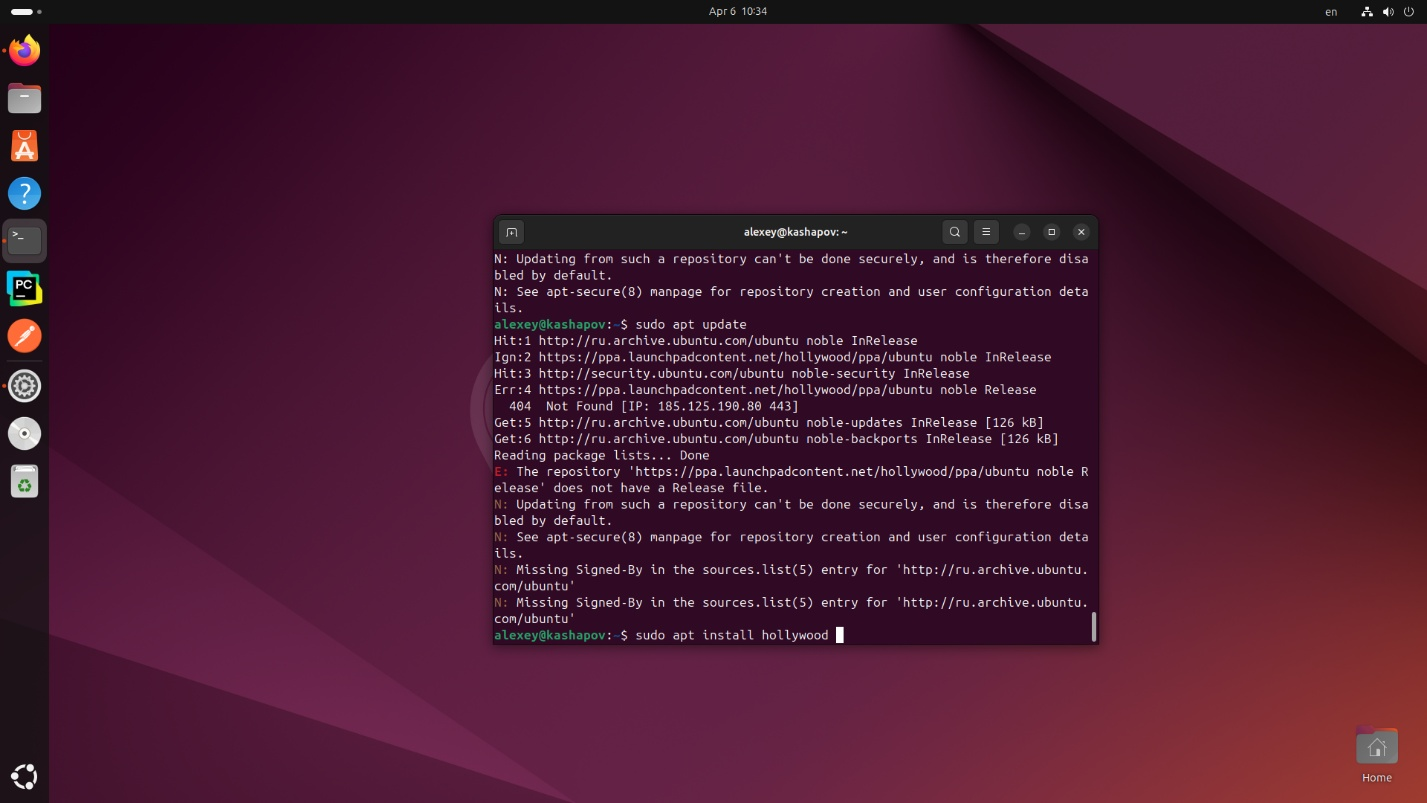 Apr 6 10:34
en
alexey@kashapov: ~
N: Updating from such a repository can't be done securely, and is therefore disa
bled by default.
N: See apt-secure(8) manpage for repository creation and user configuration deta
ils.
alexey@kashapov:~$ sudo apt update
Hit:1 http://ru.archive.ubuntu.com/ubuntu noble InRelease
Ign:2 https://ppa.launchpadcontent.net/hollywood/ppa/ubuntu noble InRelease
Hit:3 http://security.ubuntu.com/ubuntu noble-security InRelease
Err:4 https://ppa.launchpadcontent.net/hollywood/ppa/ubuntu noble Release
  404  Not Found [IP: 185.125.190.80 443]
Get:5 http://ru.archive.ubuntu.com/ubuntu noble-updates InRelease [126 kB]
Get:6 http://ru.archive.ubuntu.com/ubuntu noble-backports InRelease [126 kB]
Reading package lists... Done
E: The repository 'https://ppa.launchpadcontent.net/hollywood/ppa/ubuntu noble R
elease' does not have a Release file.
N: Updating from such a repository can't be done securely, and is therefore disa
bled by default.
N: See apt-secure(8) manpage for repository creation and user configuration deta
ils.
N: Missing Signed-By in the sources.list(5) entry for 'http://ru.archive.ubuntu.
com/ubuntu'
N: Missing Signed-By in the sources.list(5) entry for 'http://ru.archive.ubuntu.
com/ubuntu'
alexey@kashapov:~$ sudo apt install hollywood
PC
Home